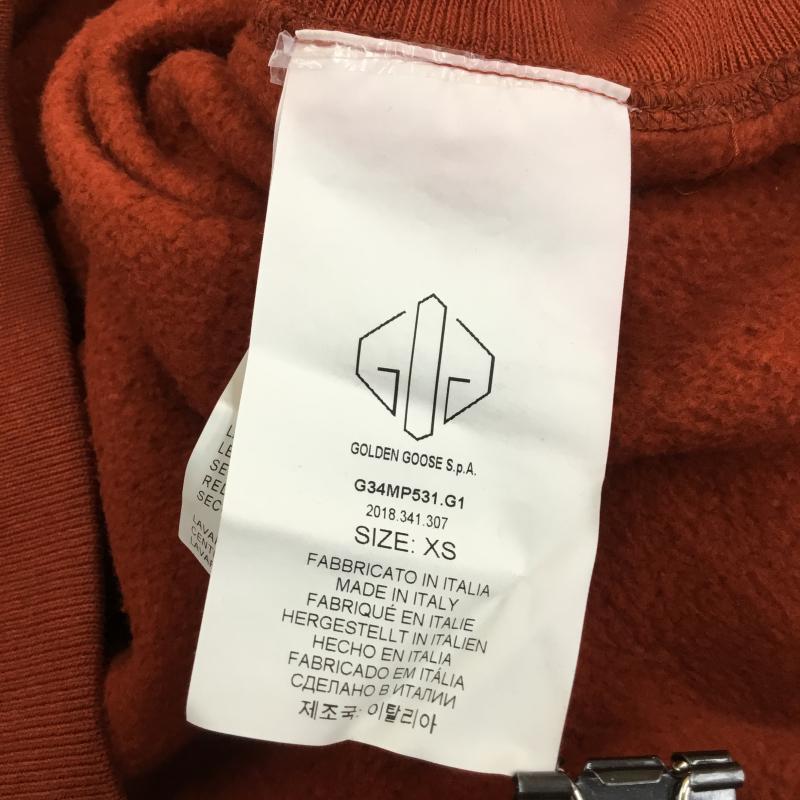 GOLDEN GOOSE S.p.A.
G34MP531.G1
2018.341.307
SIZE: XS
FABBRICATO IN ITALIA
MADE IN ITALY
FABRIQUÉ EN ITALIE
HERGESTELLT IN ITALIEN
HECHO EN ITALIA
FABRICADO EM ITÁLIA
СДЕЛАНО В ИТАЛИИ
제조국: 이탈리아